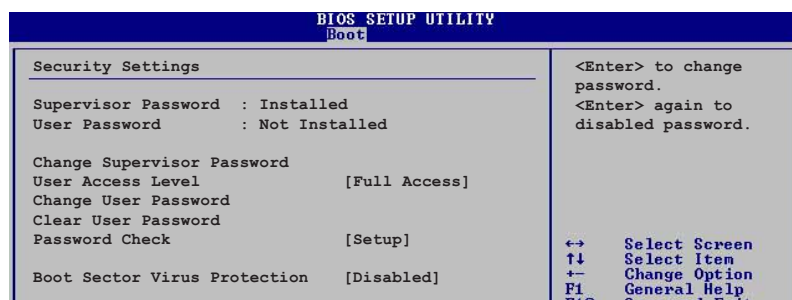 BIOS SETUP UTILITY
Boot
Security Settings
Supervisor Password : Installed
User Password : Not Installed
Change Supervisor Password
User Access Level [Full Access]
Change User Password
Clear User Password
Password Check [Setup]
Boot Sector Virus Protection [Disabled]
<Enter> to change
password.
<Enter> again to
disabled password.
←→ Select Screen
↑↓ Select Item
+- Change Option
F1 General Help